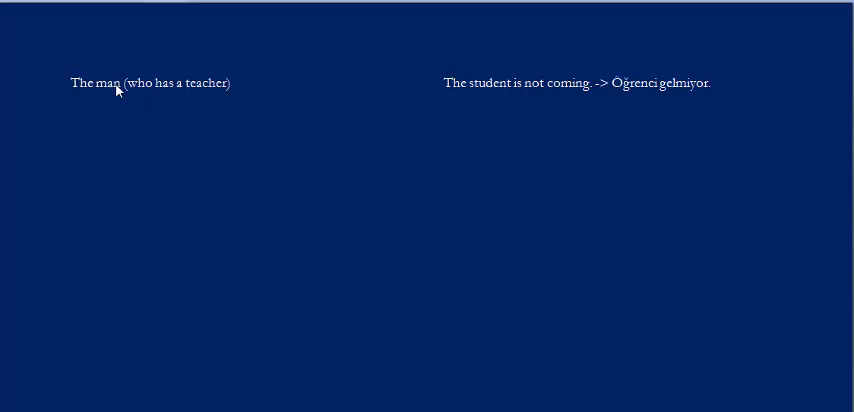 The man (who has a teacher)
The student is not coming. -> Öğrenci gelmiyor.